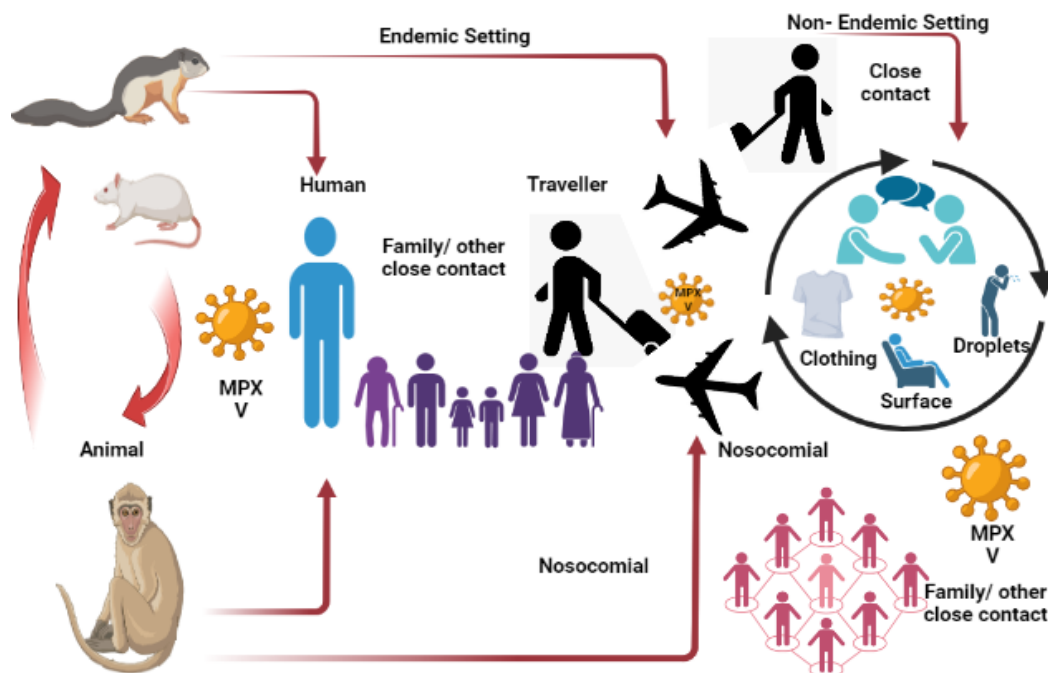 Endemic Setting
Non- Endemic Setting
Close
contact
Human
Traveller
Family/ other
close contact
MPX
V
MPX
V
Clothing
Droplets
Surface
Animal
Nosocomial
Nosocomial
MPX
V
Family/ other
close contact